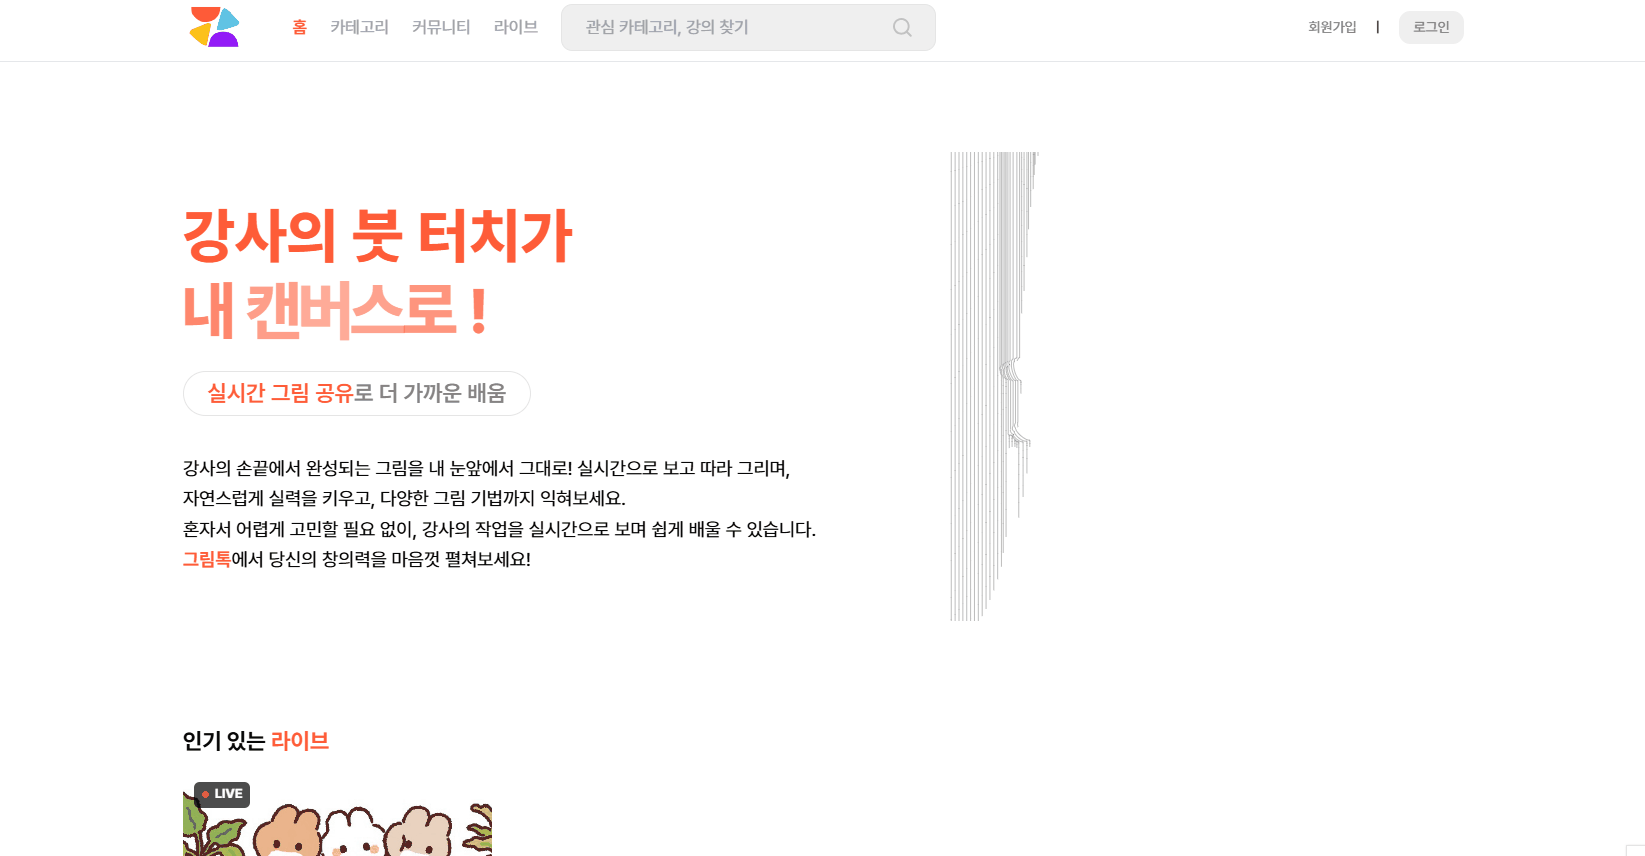 홈 카테고리 커뮤니티 라이브 관심 카테고리, 강의 찾기 회원가입 | 로그인
강사의 붓 터치가
내 캔버스로 !
실시간 그림 공유로 더 가까운 배움
강사의 손끝에서 완성되는 그림을 내 눈앞에서 그대로! 실시간으로 보고 따라 그리며,
자연스럽게 실력을 키우고, 다양한 그림 기법까지 익혀보세요.
혼자서 어렵게 고민할 필요 없이, 강사의 작업을 실시간으로 보며 쉽게 배울 수 있습니다.
그림톡에서 당신의 창의력을 마음껏 펼쳐보세요!
인기 있는 라이브
LIVE